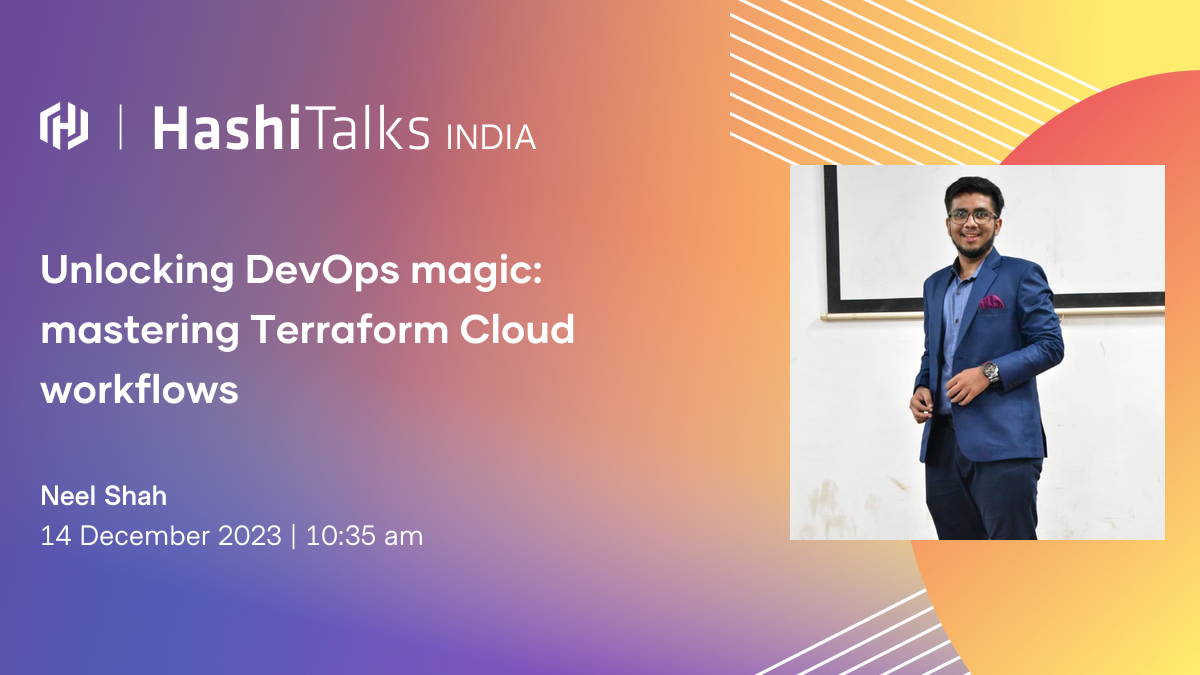 HashiTalks INDIA
Unlocking DevOps magic:
mastering Terraform Cloud
workflows
Neel Shah
14 December 2023 | 10:35 am